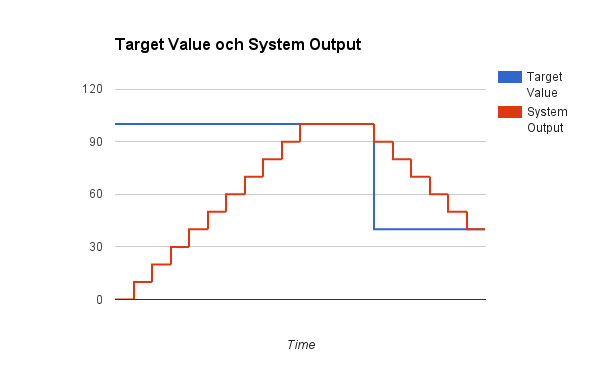 Target Value och System Output
Target
Value
System
Output
120
90
60
30
0
Time